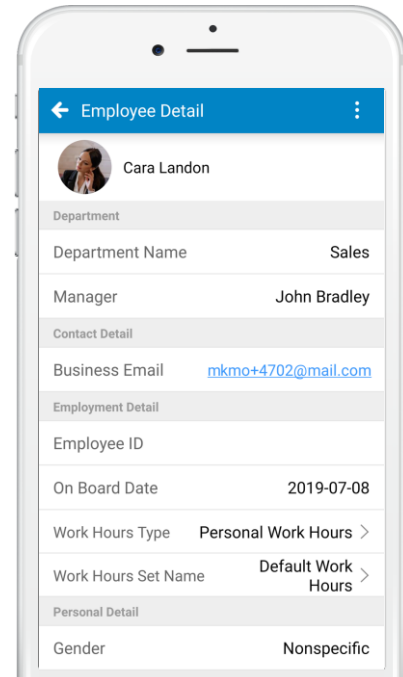 Employee Detail
Cara Landon
Department
Department Name Sales
Manager John Bradley
Contact Detail
Business Email mkmo+4702@mail.com
Employment Detail
Employee ID
On Board Date 2019-07-08
Work Hours Type Personal Work Hours
Work Hours Set Name Default Work
Hours
Personal Detail
Gender Nonspecific